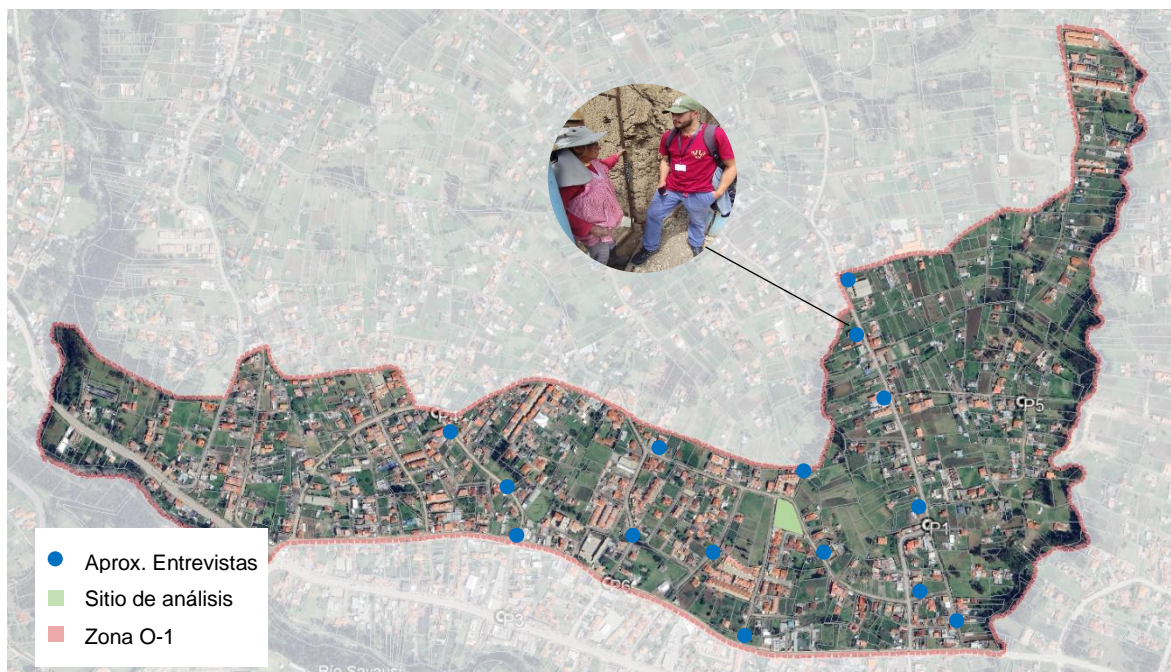 CP5
CP1
CP6
CP3
Río Sayausí
Aprox. Entrevistas
Sitio de análisis
Zona O-1